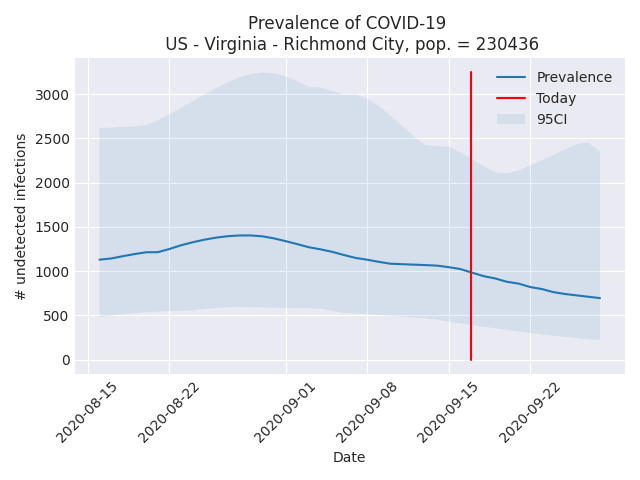 Prevalence of COVID-19
US - Virginia - Richmond City, pop. = 230436
Prevalence
Today
95CI
# undetected infections
3000
2500
2000
1500
1000
500
0
2020-08-15
2020-08-22
2020-09-01
2020-09-08
2020-09-15
2020-09-22
Date